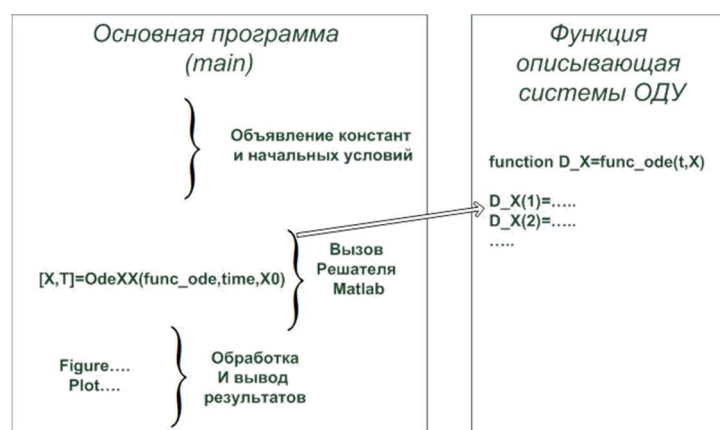 Основная программа
(main)
Объявление констант
и начальных условий
[X,T]=OdeXX(func_ode,time,X0)
Вызов
Решателя
Matlab
Figure....
Plot....
Обработка
И вывод
результатов
Функция
описывающая
системы ОДУ
function D_X=func_ode(t,X)
D_X(1)=.....
D_X(2)=.....
.....